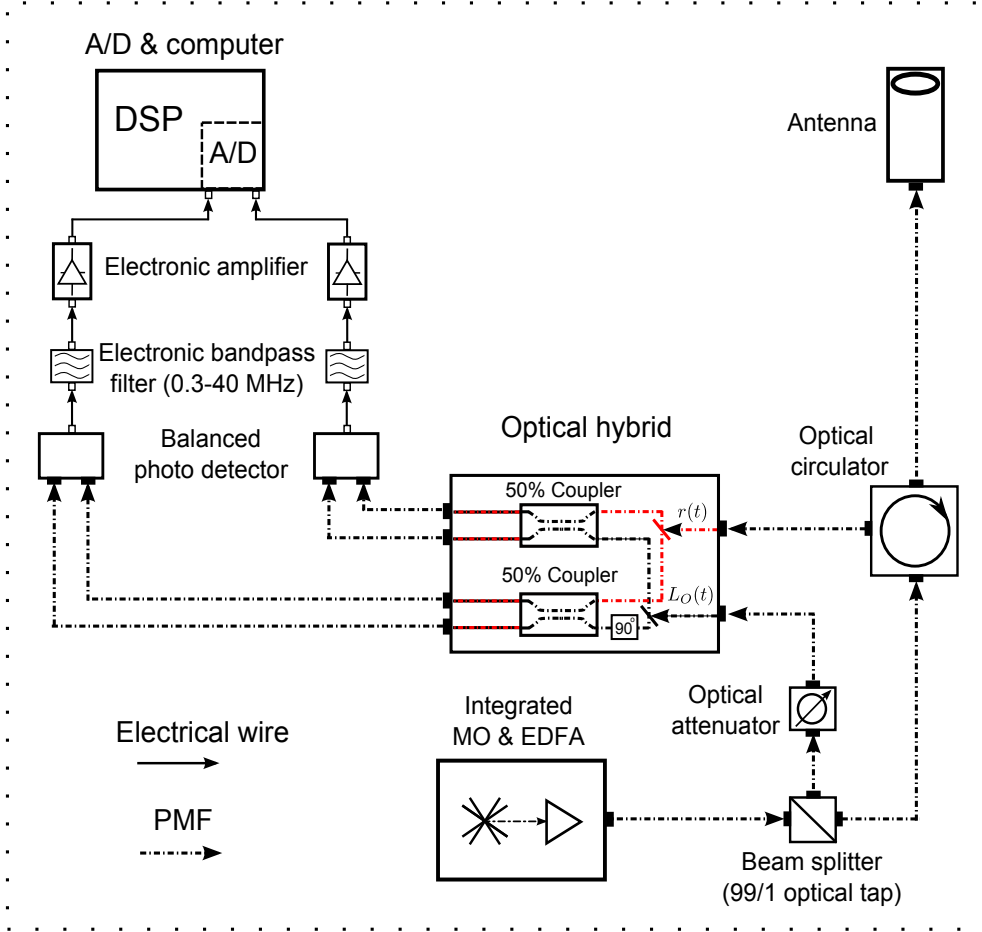 A/D & computer
DSP
A/D
Antenna
Electronic amplifier
Electronic bandpass
filter (0.3-40 MHz)
Balanced
photo detector
Optical hybrid
Optical
circulator
50% Coupler
r(t)
50% Coupler
L_O(t)
90°
Optical
attenuator
Integrated
MO & EDFA
Electrical wire
PMF
Beam splitter
(99/1 optical tap)